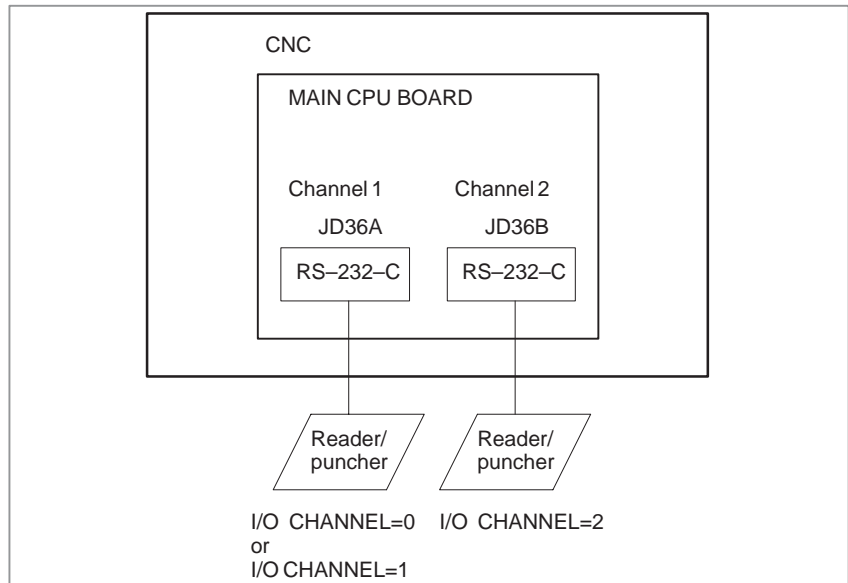 CNC
MAIN CPU BOARD
Channel 1
Channel 2
JD36A
JD36B
RS–232–C
RS–232–C
Reader/
puncher
Reader/
puncher
I/O CHANNEL=0
or
I/O CHANNEL=1
I/O CHANNEL=2